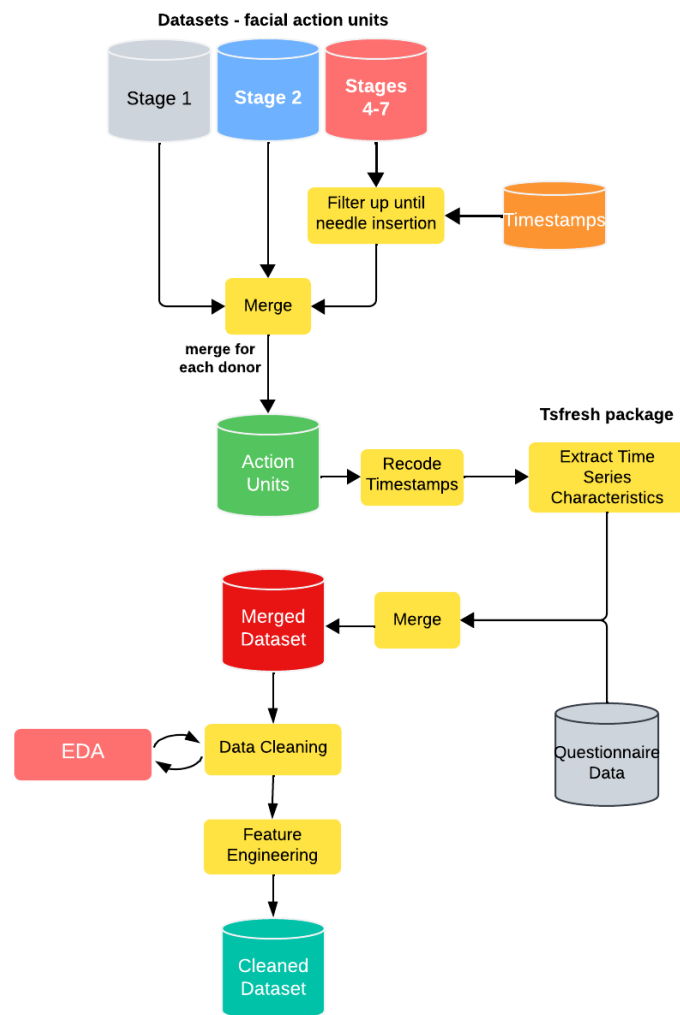 Datasets - facial action units
Stage 1
Stage 2
Stages
4-7
Filter up until
needle insertion
Timestamps
Merge
merge for
each donor
Tsfresh package
Action
Units
Recode
Timestamps
Extract Time
Series
Characteristics
Merged
Dataset
Merge
EDA
Data Cleaning
Questionnaire
Data
Feature
Engineering
Cleaned
Dataset